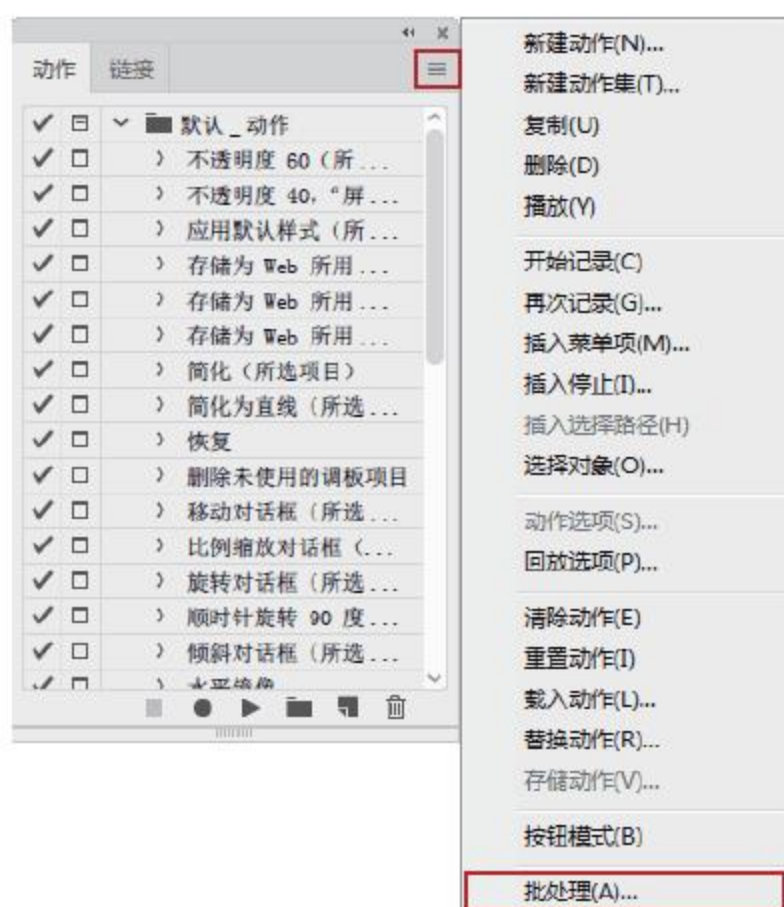 动作 链接
默认_动作
不透明度 60（所...
不透明度 40，“屏...
应用默认样式（所...
存储为 Web 所用...
存储为 Web 所用...
存储为 Web 所用...
简化（所选项目）
简化为直线（所选...
恢复
删除未使用的调板项目
移动对话框（所选...
比例缩放对话框（...
旋转对话框（所选...
顺时针旋转 90 度...
倾斜对话框（所选...
水平镜像
新建动作(N)...
新建动作集(T)...
复制(U)
删除(D)
播放(Y)
开始记录(C)
再次记录(G)...
插入菜单项(M)...
插入停止(I)...
插入选择路径(H)
选择对象(O)...
动作选项(S)...
回放选项(P)...
清除动作(E)
重置动作(I)
载入动作(L)...
替换动作(R)...
存储动作(V)...
按钮模式(B)
批处理(A)...